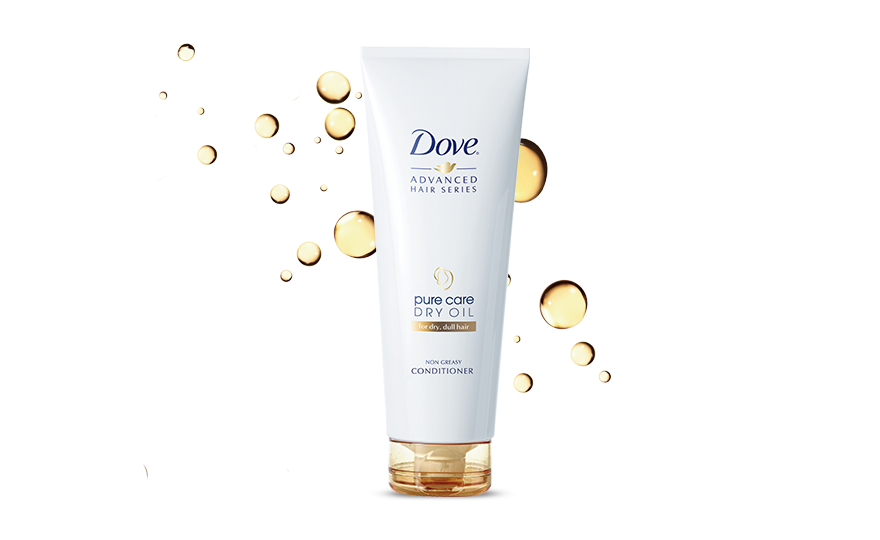 Dove®
ADVANCED
HAIR SERIES
pure care
DRY OIL
for dry, dull hair
NON GREASY
CONDITIONER